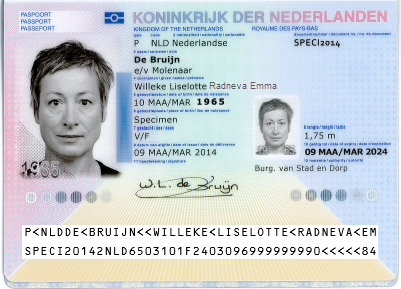 PASPOORT
PASSPORT
PASSEPORT
KONINKRIJK DER NEDERLANDEN
KINGDOM OF THE NETHERLANDS ROYAUME DES PAYS-BAS
P NLD Nederlandse SPECI2014
De Bruijn
e/v Molenaar
Willeke Liselotte Radneva Emma
10 MAA/MAR 1965
Specimen
V/F 1,75 m
09 MAA/MAR 2014 09 MAA/MAR 2024
Burg. van Stad en Dorp
1965
W.L. de Bruijn
P<NLDDE<BRUIJN<<WILLEKE<LISELOTTE<RADNEVA<EM
SPECI20142NLD6503101F2403096999999990<<<<<84